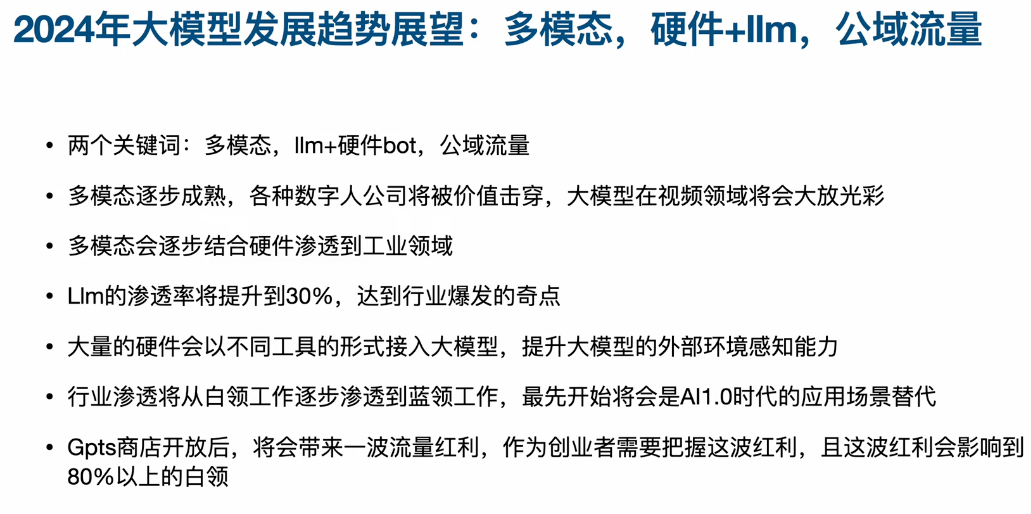 2024年大模型发展趋势展望：多模态，硬件+llm，公域流量
• 两个关键词：多模态，llm+硬件bot，公域流量
• 多模态逐步成熟，各种数字人公司将被价值击穿，大模型在视频领域将会大放光彩
• 多模态会逐步结合硬件渗透到工业领域
• Llm的渗透率将提升到30%，达到行业爆发的奇点
• 大量的硬件会以不同工具的形式接入大模型，提升大模型的外部环境感知能力
• 行业渗透将从白领工作逐步渗透到蓝领工作，最先开始将会是AI1.0时代的应用场景替代
• Gpts商店开放后，将会带来一波流量红利，作为创业者需要把握这波红利，且这波红利会影响到
80%以上的白领